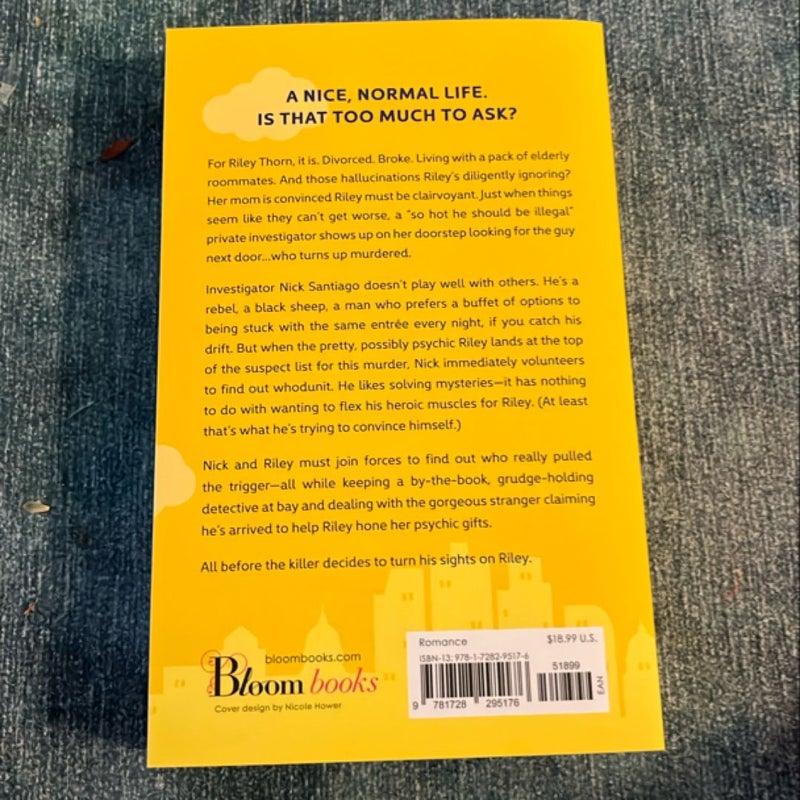 A NICE, NORMAL LIFE.
IS THAT TOO MUCH TO ASK?
For Riley Thorn, it is. Divorced. Broke. Living with a pack of elderly
roommates. And those hallucinations Riley's diligently ignoring?
Her mom is convinced Riley must be clairvoyant. Just when things
seem like they can't get worse, a "so hot he should be illegal"
private investigator shows up on her doorstep looking for the guy
next door...who turns up murdered.
Investigator Nick Santiago doesn't play well with others. He's a
rebel, a black sheep, a man who prefers a buffet of options to
being stuck with the same entrée every night, if you catch his
drift. But when the pretty, possibly psychic Riley lands at the top
of the suspect list for this murder, Nick immediately volunteers
to find out whodunit. He likes solving mysteries—it has nothing
to do with wanting to flex his heroic muscles for Riley. (At least
that's what he's trying to convince himself.)
Nick and Riley must join forces to find out who really pulled
the trigger—all while keeping a by-the-book, grudge-holding
detective at bay and dealing with the gorgeous stranger claiming
he's arrived to help Riley hone her psychic gifts.
All before the killer decides to turn his sights on Riley.
bloombooks.com
Bloom books
Cover design by Nicole Hower
Romance $18.99 U.S.
ISBN-13: 978-1-7282-9517-6
51899
EAN
9 781728 295176